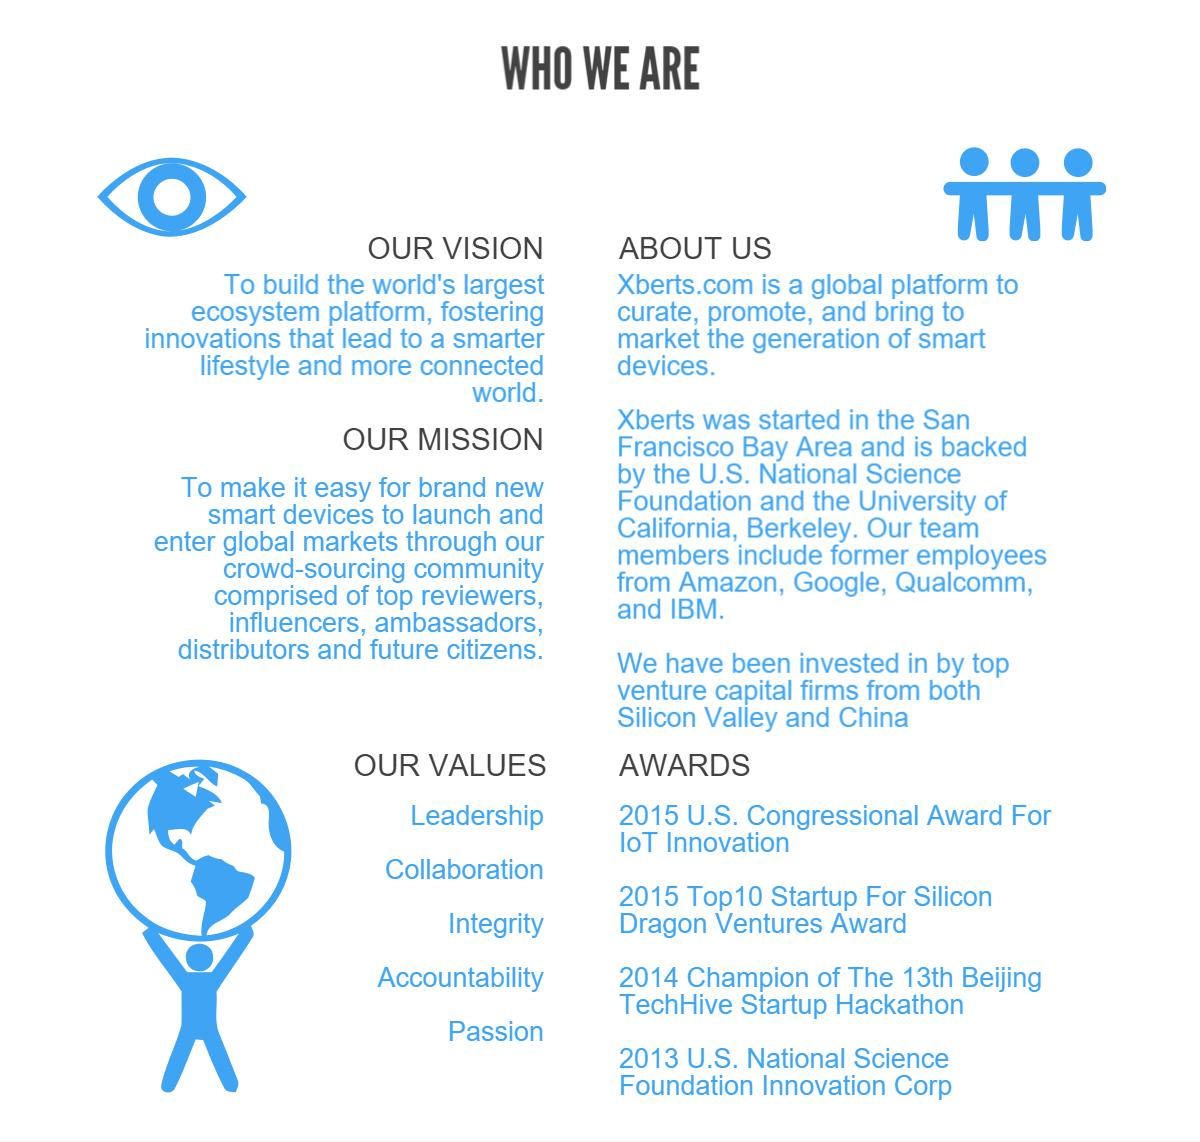 WHO WE ARE
OUR VISION
To build the world's largest
ecosystem platform, fostering
innovations that lead to a smarter
lifestyle and more connected
world.
OUR MISSION
To make it easy for brand new
smart devices to launch and
enter global markets through our
crowd-sourcing community
comprised of top reviewers,
influencers, ambassadors,
distributors and future citizens.
ABOUT US
Xberts.com is a global platform to
curate, promote, and bring to
market the generation of smart
devices.
Xberts was started in the San
Francisco Bay Area and is backed
by the U.S. National Science
Foundation and the University of
California, Berkeley. Our team
members include former employees
from Amazon, Google, Qualcomm,
and IBM.
We have been invested in by top
venture capital firms from both
Silicon Valley and China
OUR VALUES
Leadership
Collaboration
Integrity
Accountability
Passion
AWARDS
2015 U.S. Congressional Award For
IoT Innovation
2015 Top10 Startup For Silicon
Dragon Ventures Award
2014 Champion of The 13th Beijing
TechHive Startup Hackathon
2013 U.S. National Science
Foundation Innovation Corp